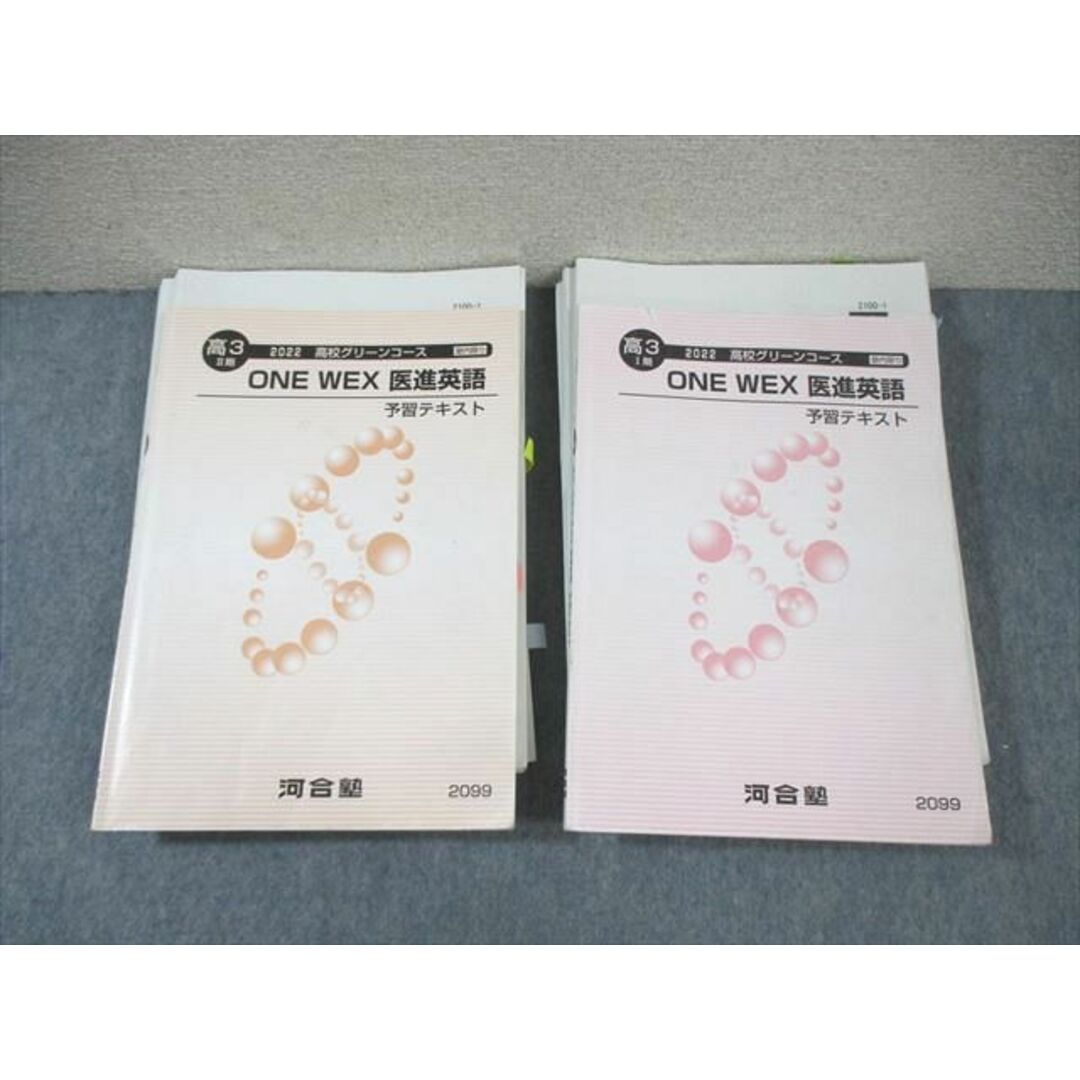 2100-1
高3
II期
2022 高校グリーンコース
ONE WEX 医進英語
予習テキスト
河合塾
2099
2100-1
高3
I期
2022 高校グリーンコース
ONE WEX 医進英語
予習テキスト
河合塾
2099